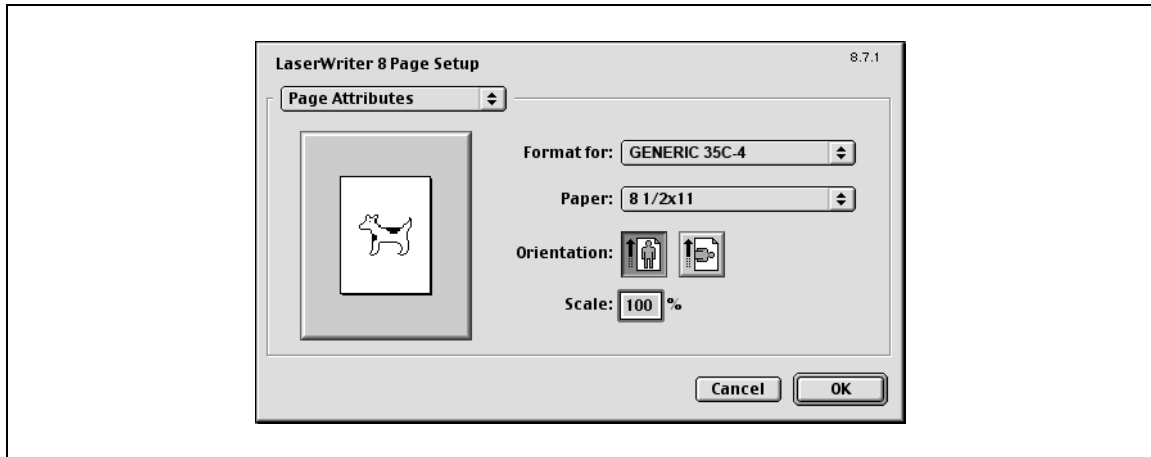 LaserWriter 8 Page Setup
8.7.1
Page Attributes
Format for: GENERIC 35C-4
Paper: 8 1/2x11
Orientation:
Scale: 100 %
Cancel OK